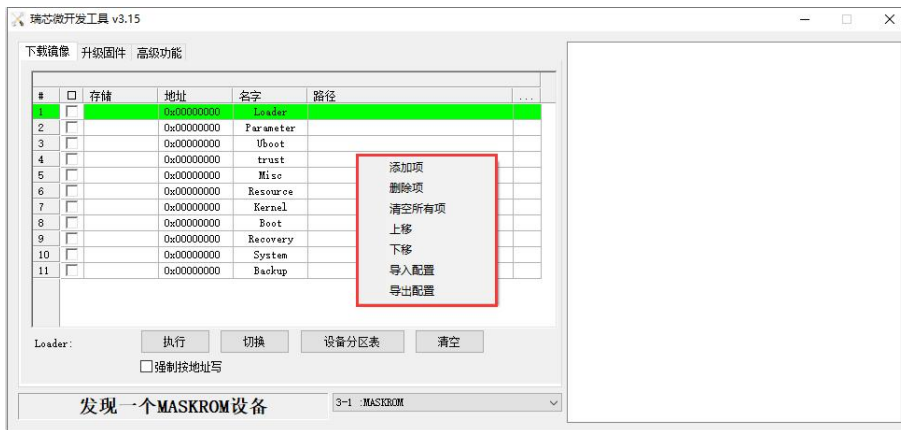 瑞芯微开发工具 v3.15
下载镜像 升级固件 高级功能
# 存储 地址 名字 路径 ...
1 0x00000000 Loader
2 0x00000000 Parameter
3 0x00000000 Uboot
4 0x00000000 trust
5 0x00000000 Misc
6 0x00000000 Resource
7 0x00000000 Kernel
8 0x00000000 Boot
9 0x00000000 Recovery
10 0x00000000 System
11 0x00000000 Backup
添加项
删除项
清空所有项
上移
下移
导入配置
导出配置
Loader: 执行 切换 设备分区表 清空
强制按地址写
发现一个MASKROM设备 3-1 :MASKROM